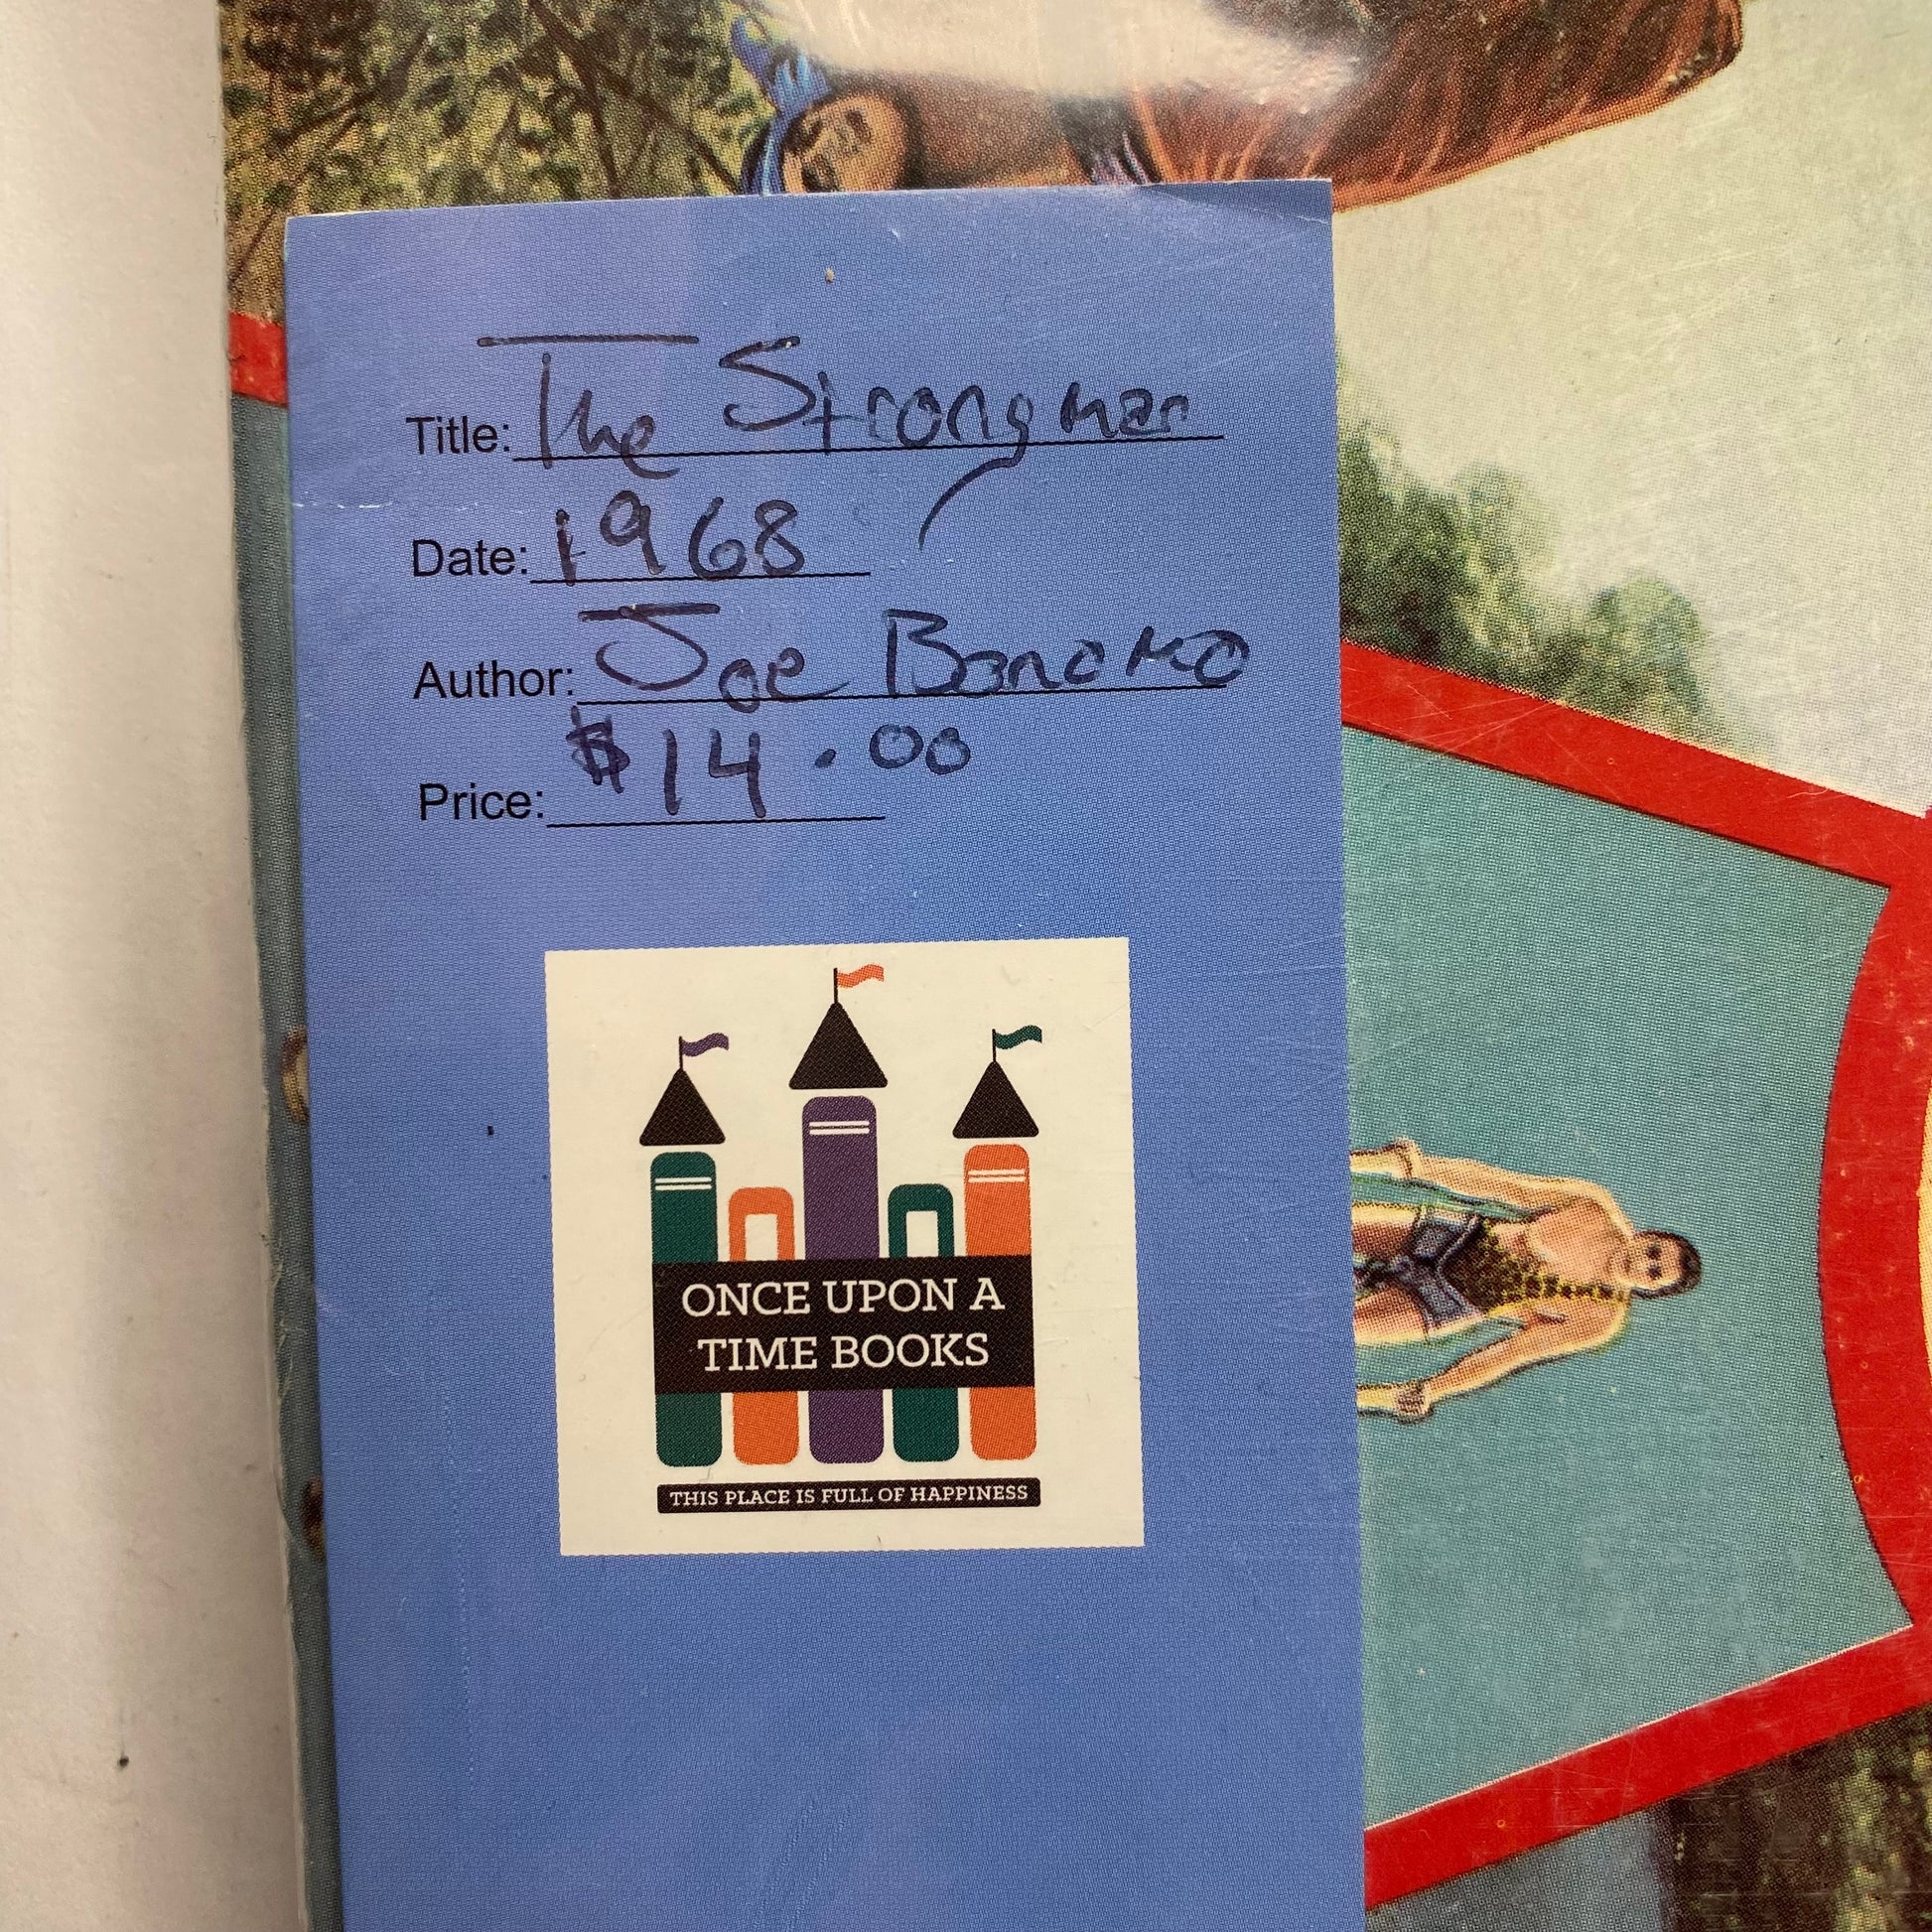 Title: The Strongman
Date: 1968
Author: Joe Bonomo
Price: $14.00
ONCE UPON A
TIME BOOKS
THIS PLACE IS FULL OF HAPPINESS